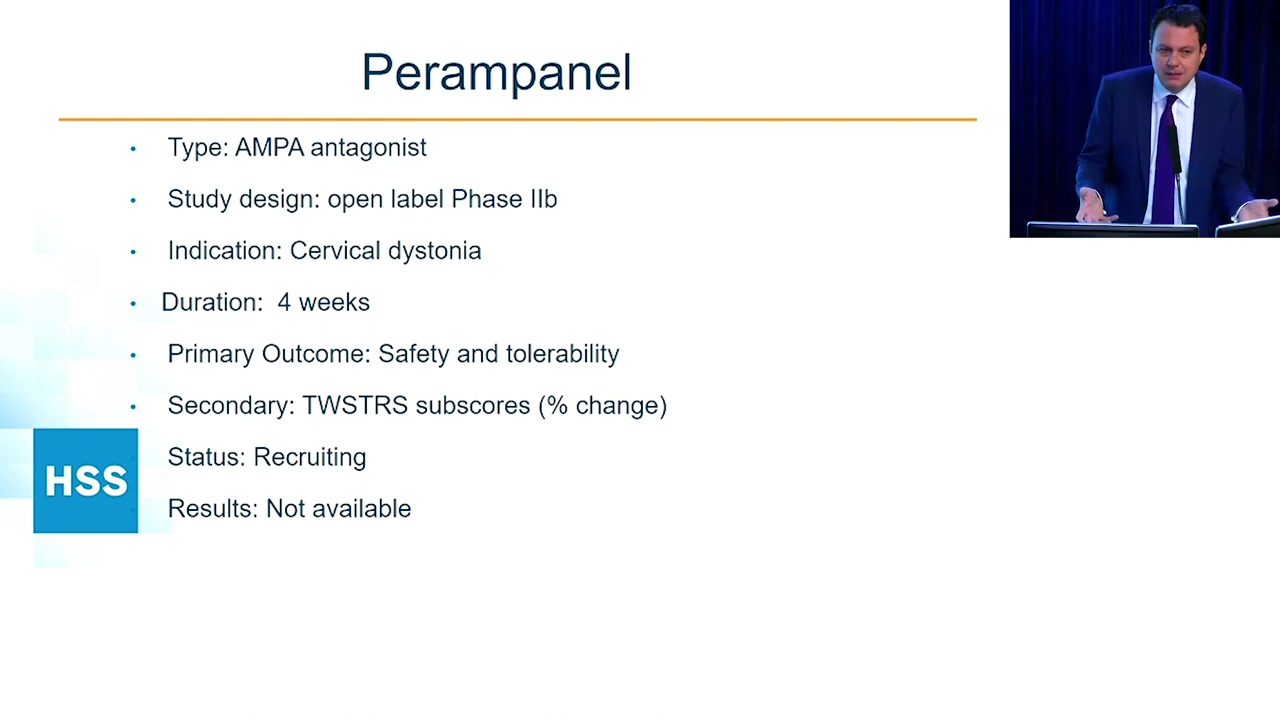 Perampanel
• Type: AMPA antagonist
• Study design: open label Phase IIb
• Indication: Cervical dystonia
• Duration:  4 weeks
• Primary Outcome: Safety and tolerability
• Secondary: TWSTRS subscores (% change)
Status: Recruiting
HSS
Results: Not available